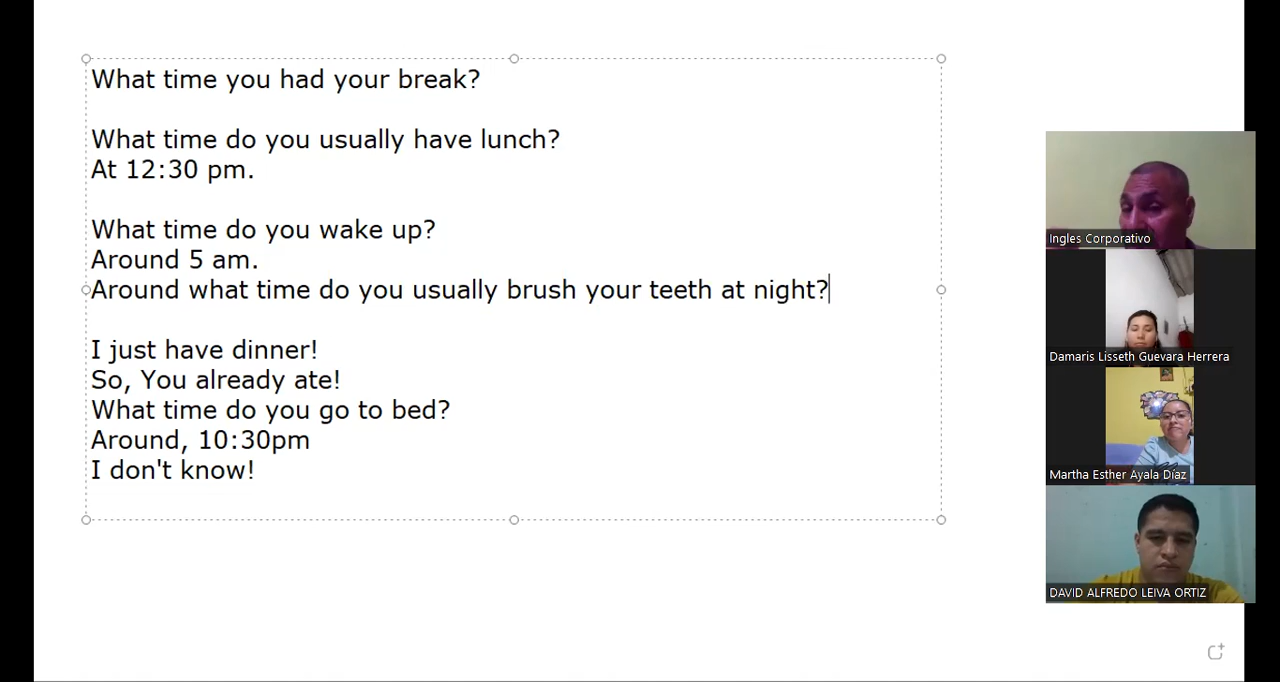 What time you had your break?
What time do you usually have lunch?
At 12:30 pm.
What time do you wake up?
Around 5 am.
Around what time do you usually brush your teeth at night?
I just have dinner!
So, You already ate!
What time do you go to bed?
Around, 10:30pm
I don't know!
Ingles Corporativo
Damaris Lisseth Guevara Herrera
Martha Esther Ayala Díaz
DAVID ALFREDO LEIVA ORTIZ